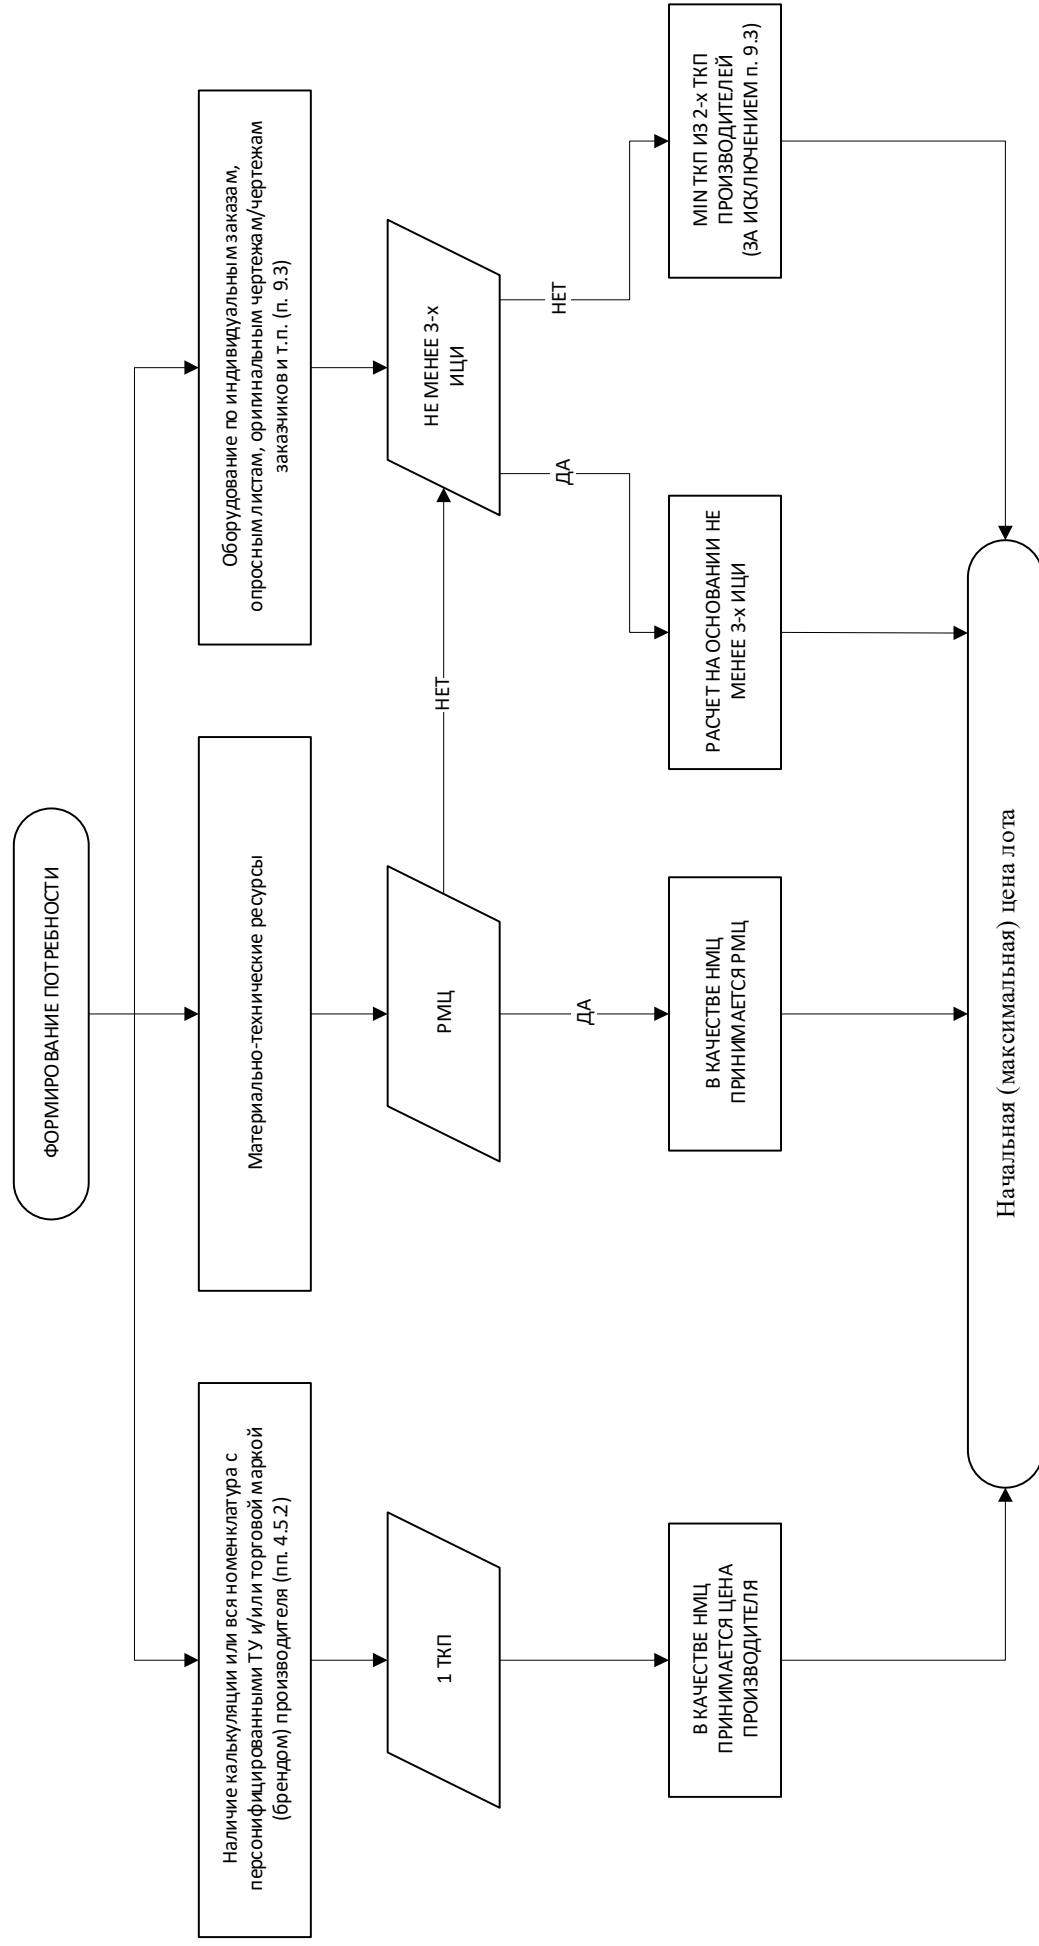 ФОРМИРОВАНИЕ ПОТРЕБНОСТИ
Наличие калькуляции или вся номенклатура с
персонифицированными ТУ и/или торговой маркой
(брендом) производителя (пп. 4.5.2)
Материально-технические ресурсы
Оборудование по индивидуальным заказам,
опросным листам, оригинальным чертежам/чертежам
заказчиков и т.п. (п. 9.3)
1 ТКП
РМЦ
НЕТ
НЕ МЕНЕЕ 3-х
ИЦИ
ДА
ДА
НЕТ
В КАЧЕСТВЕ НМЦ
ПРИНИМАЕТСЯ ЦЕНА
ПРОИЗВОДИТЕЛЯ
В КАЧЕСТВЕ НМЦ
ПРИНИМАЕТСЯ РМЦ
РАСЧЕТ НА ОСНОВАНИИ НЕ
МЕНЕЕ 3-х ИЦИ
MIN ТКП ИЗ 2-х ТКП
ПРОИЗВОДИТЕЛЕЙ
(ЗА ИСКЛЮЧЕНИЕМ п. 9.3)
Начальная (максимальная) цена лота